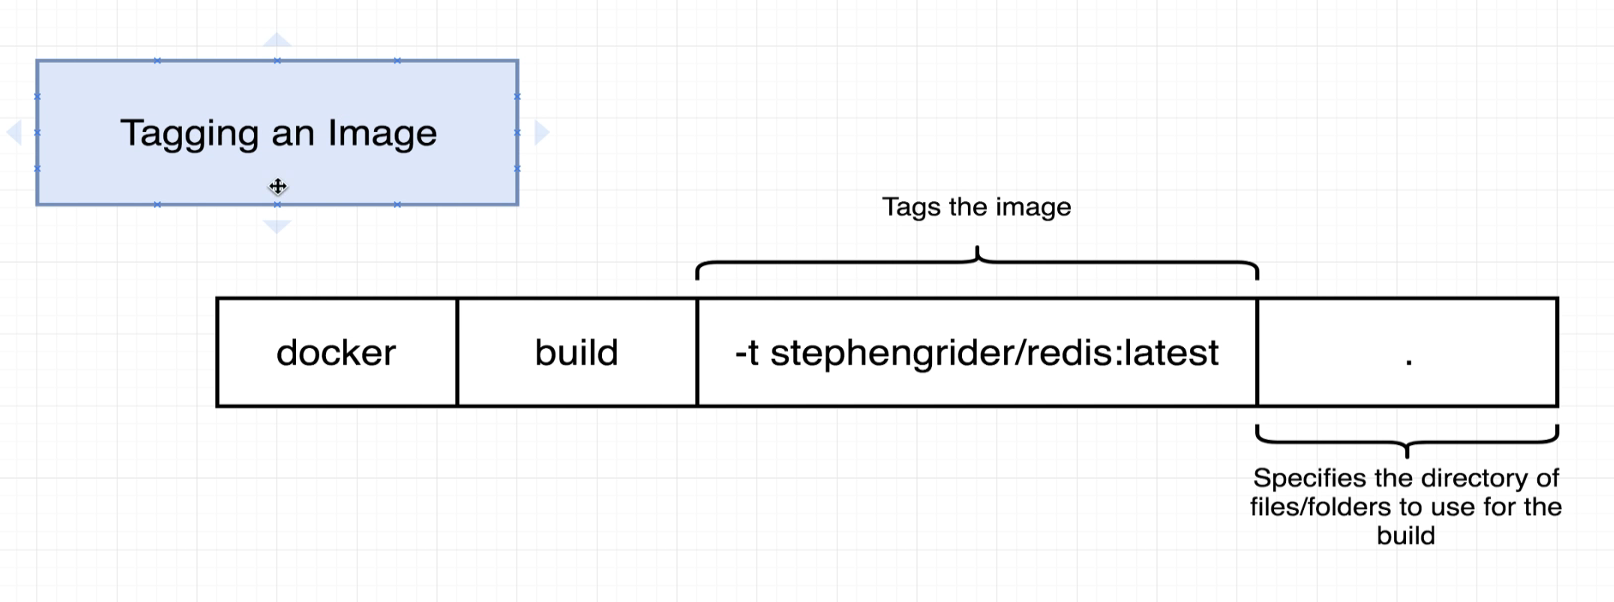 Tagging an Image
Tags the image
docker build -t stephengrider/redis:latest .
Specifies the directory of
files/folders to use for the
build